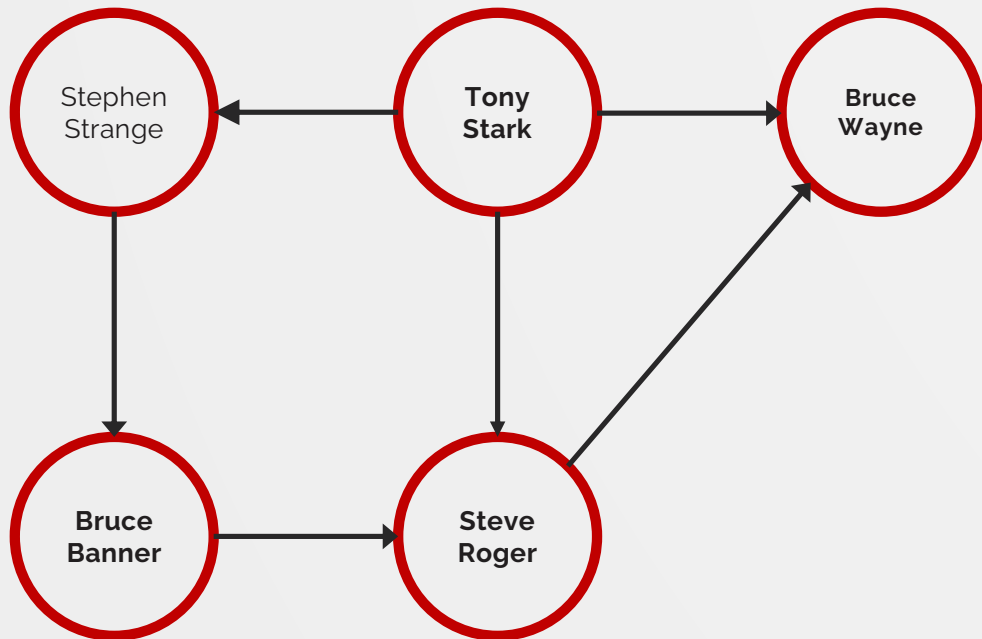 Stephen
Strange
Tony
Stark
Bruce
Wayne
Bruce
Banner
Steve
Roger